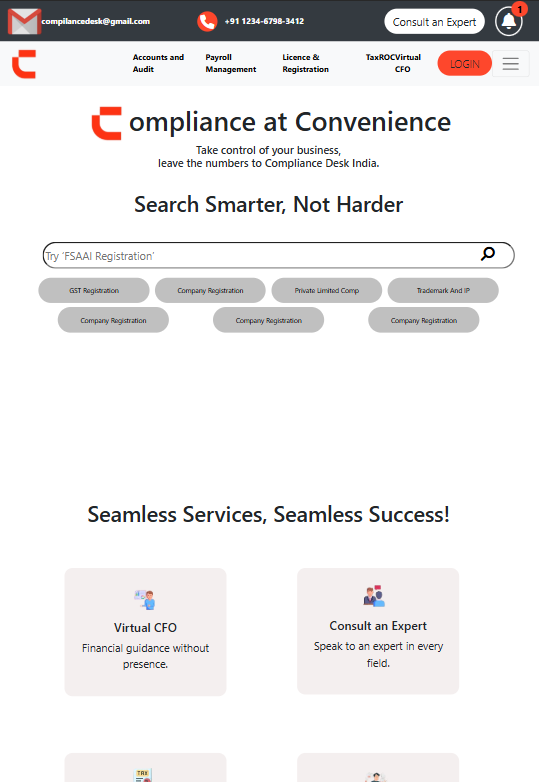 compilancedesk@gmail.com
+91 1234-6798-3412
Consult an Expert
1
Accounts and
Audit
Payroll
Management
Licence &
Registration
TaxROCVirtual
CFO
LOGIN
ompliance at Convenience
Take control of your business,
leave the numbers to Compliance Desk India.
Search Smarter, Not Harder
Try 'FSAAI Registration'
GST Registration
Company Registration
Private Limited Comp
Trademark And IP
Company Registration
Company Registration
Company Registration
Seamless Services, Seamless Success!
Virtual CFO
Financial guidance without
presence.
Consult an Expert
Speak to an expert in every
field.
TAX